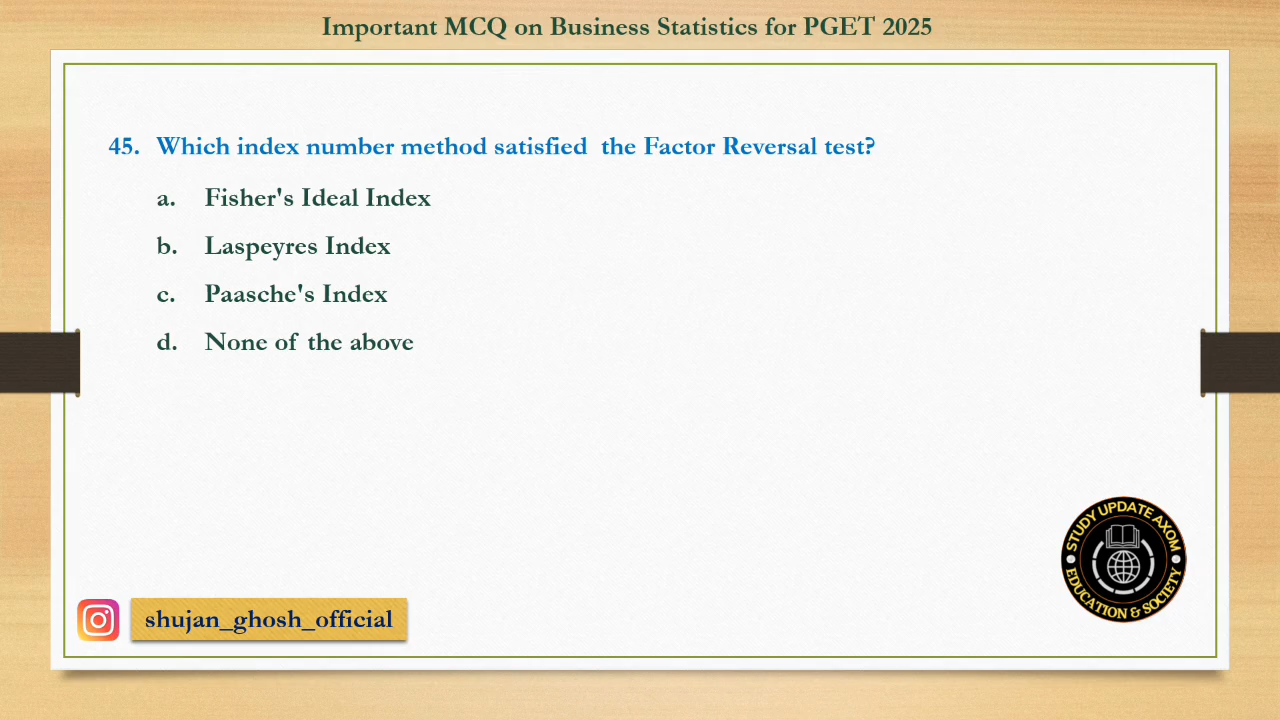 Important MCQ on Business Statistics for PGET 2025
45. Which index number method satisfied the Factor Reversal test?
a. Fisher's Ideal Index
b. Laspeyres Index
c. Paasche's Index
d. None of the above
STUDY UPDATE AXOM
EDUCATION & SOCIETY
shujan_ghosh_official